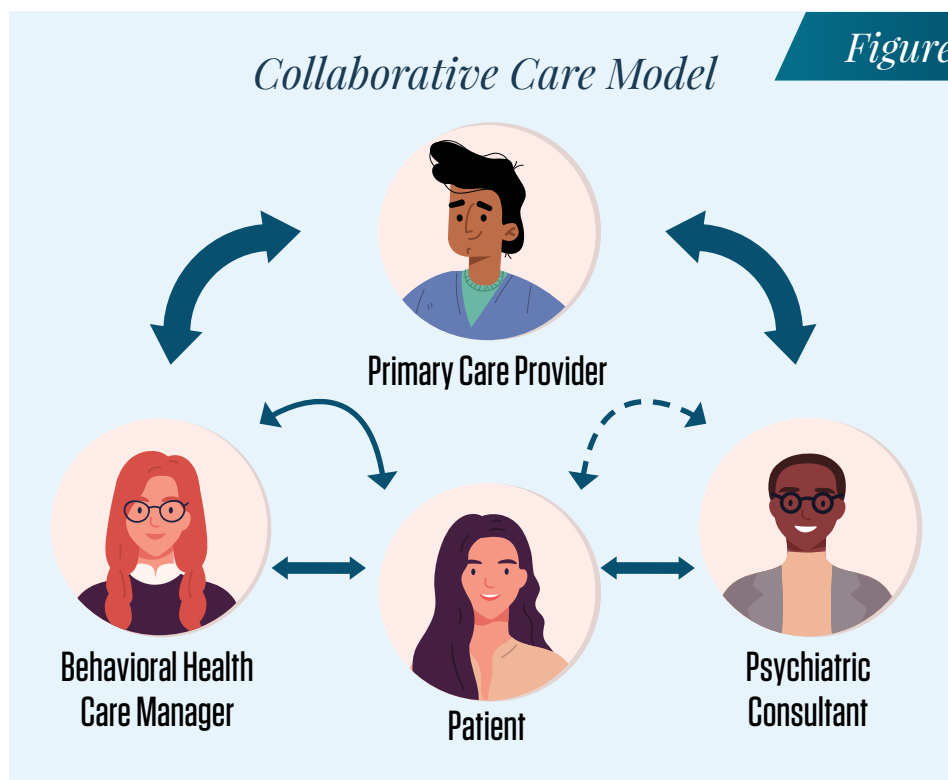 Figure
Collaborative Care Model
Primary Care Provider
Behavioral Health
Care Manager
Patient
Psychiatric
Consultant